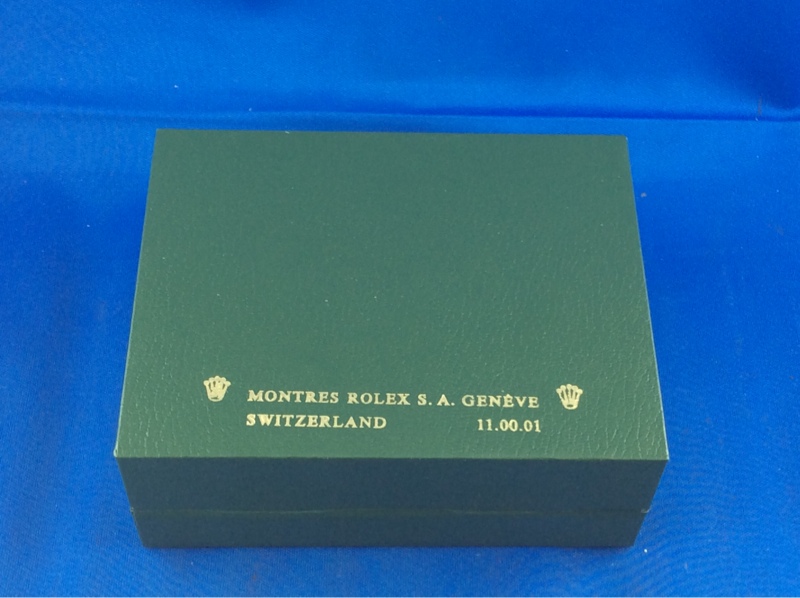 MONTRES ROLEX S. A. GENÈVE
SWITZERLAND 11.00.01